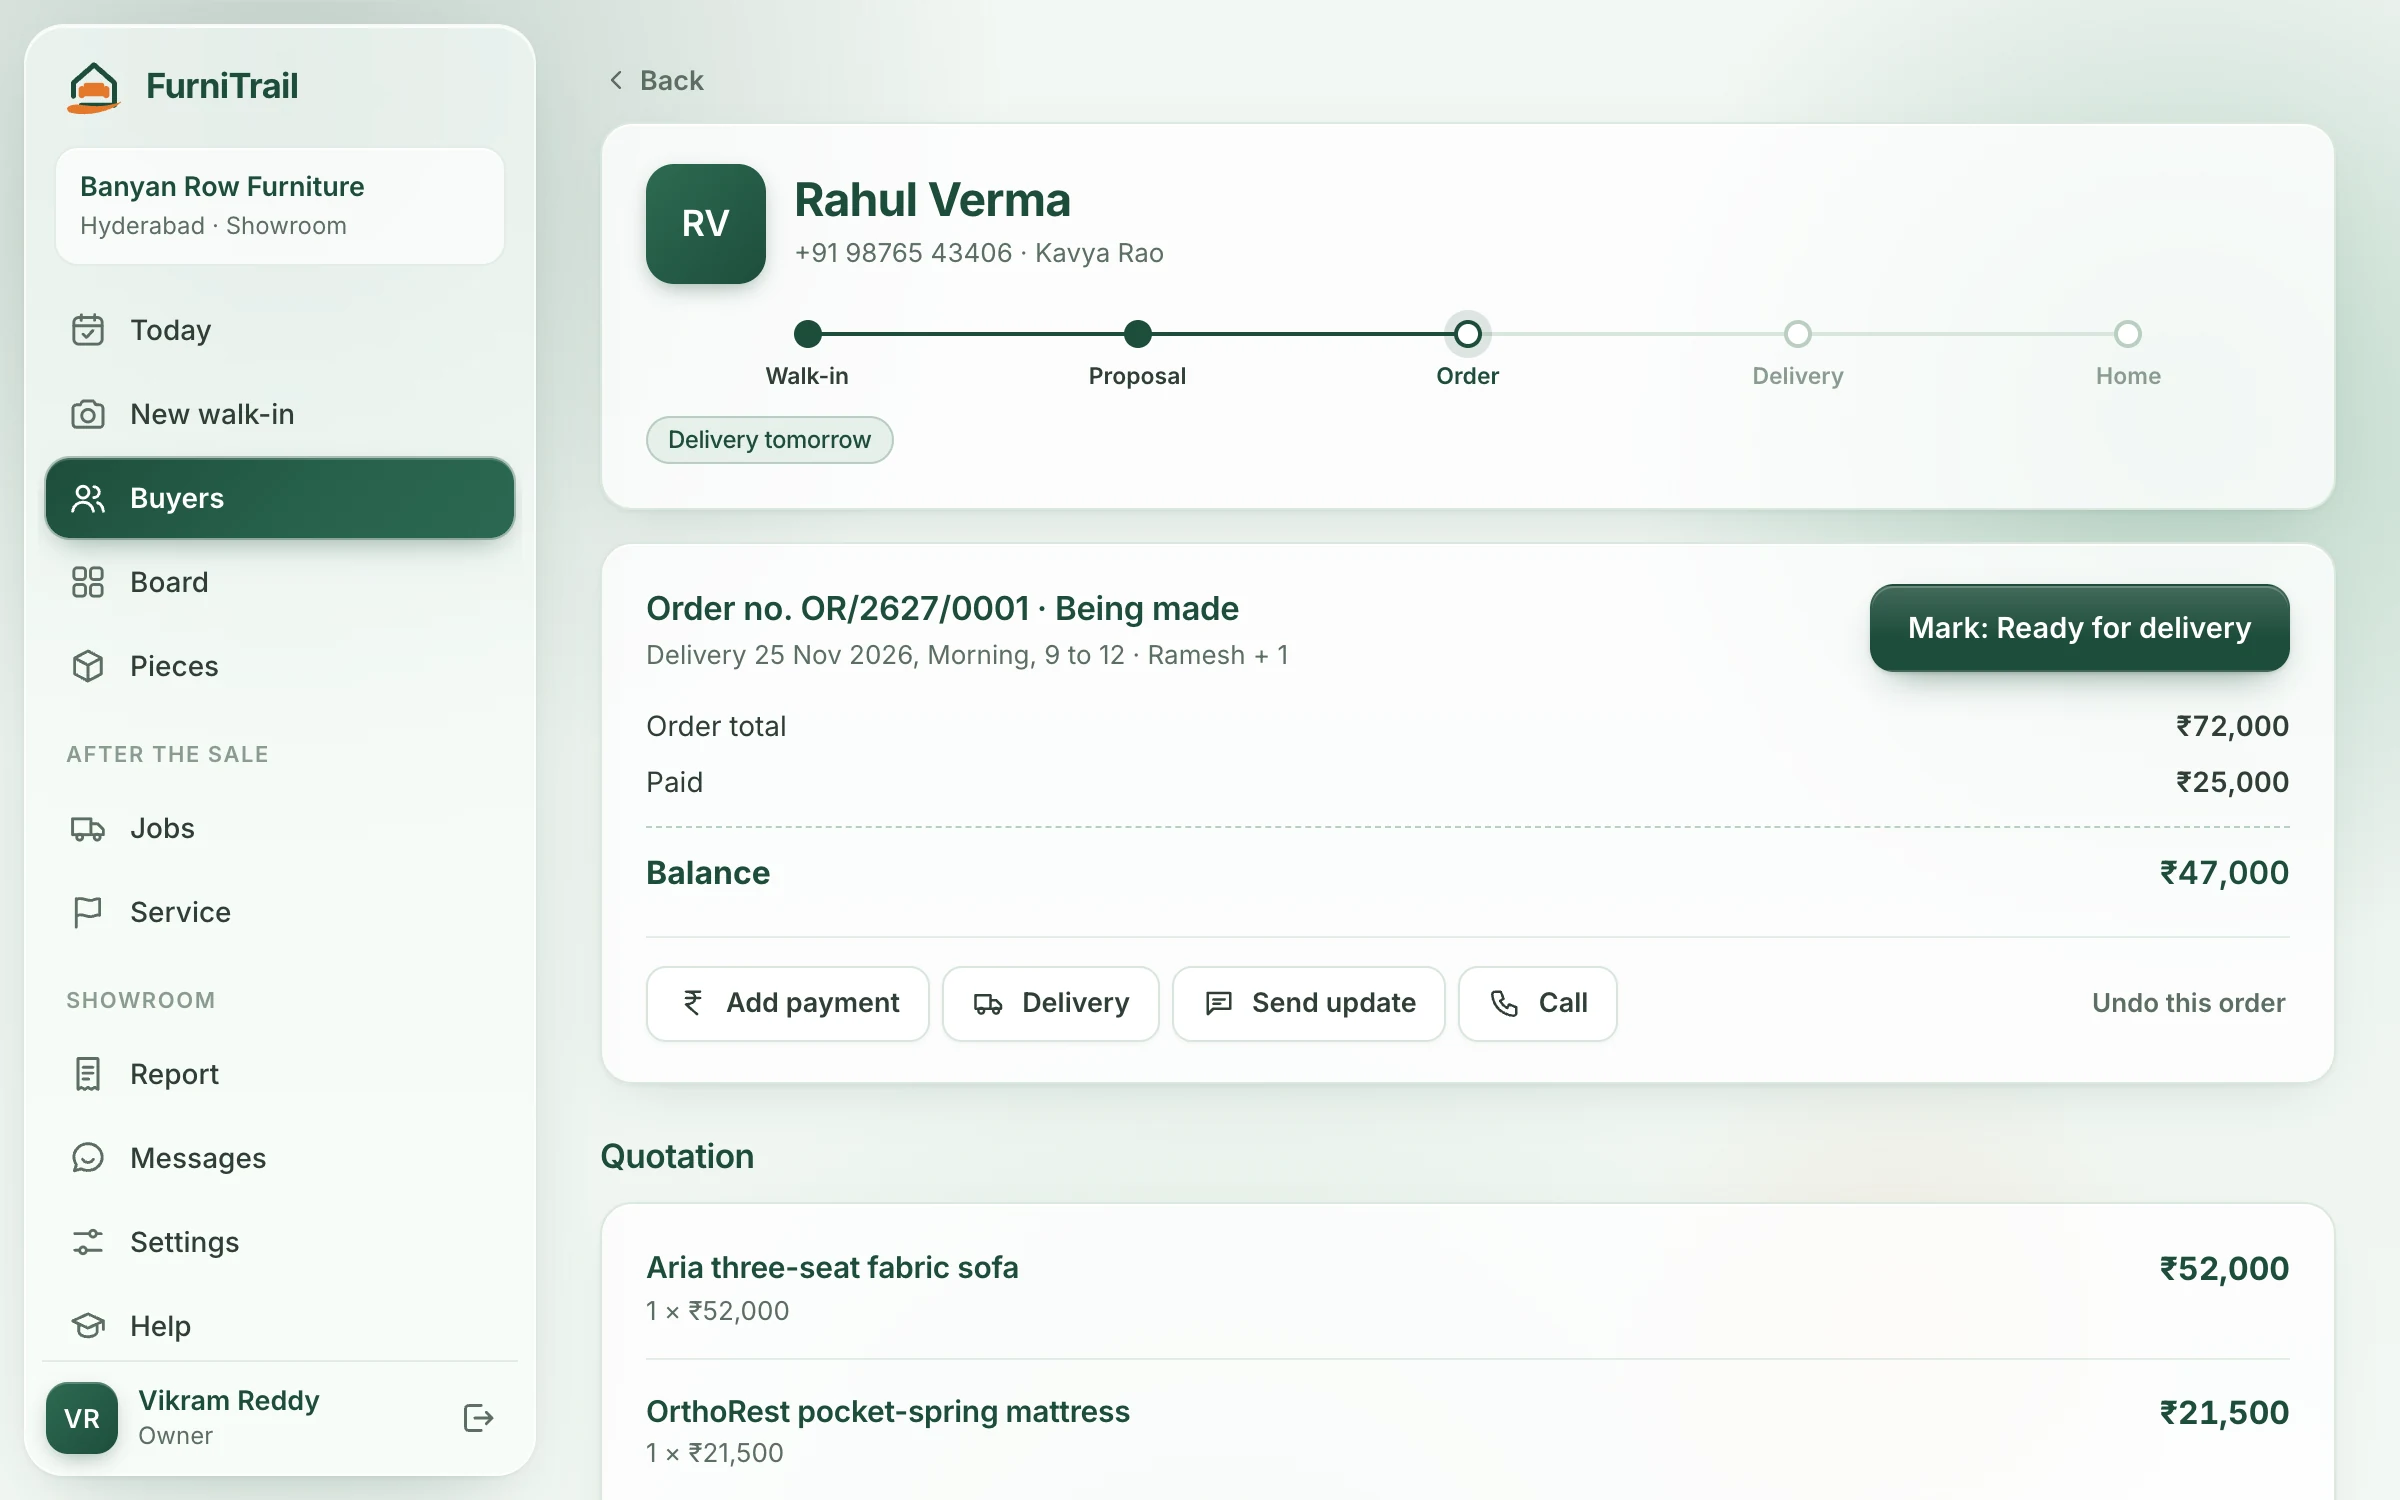 FurniTrail
Banyan Row Furniture
Hyderabad · Showroom
Today
New walk-in
Buyers
Board
Pieces
AFTER THE SALE
Jobs
Service
SHOWROOM
Report
Messages
Settings
Help
VR
Vikram Reddy
Owner
Back
RV
Rahul Verma
+91 98765 43406 · Kavya Rao
Walk-in
Proposal
Order
Delivery
Home
Delivery tomorrow
Order no. OR/2627/0001 · Being made
Delivery 25 Nov 2026, Morning, 9 to 12 · Ramesh + 1
Mark: Ready for delivery
Order total ₹72,000
Paid ₹25,000
Balance ₹47,000
Add payment
Delivery
Send update
Call
Undo this order
Quotation
Aria three-seat fabric sofa ₹52,000
1 × ₹52,000
OrthoRest pocket-spring mattress ₹21,500
1 × ₹21,500